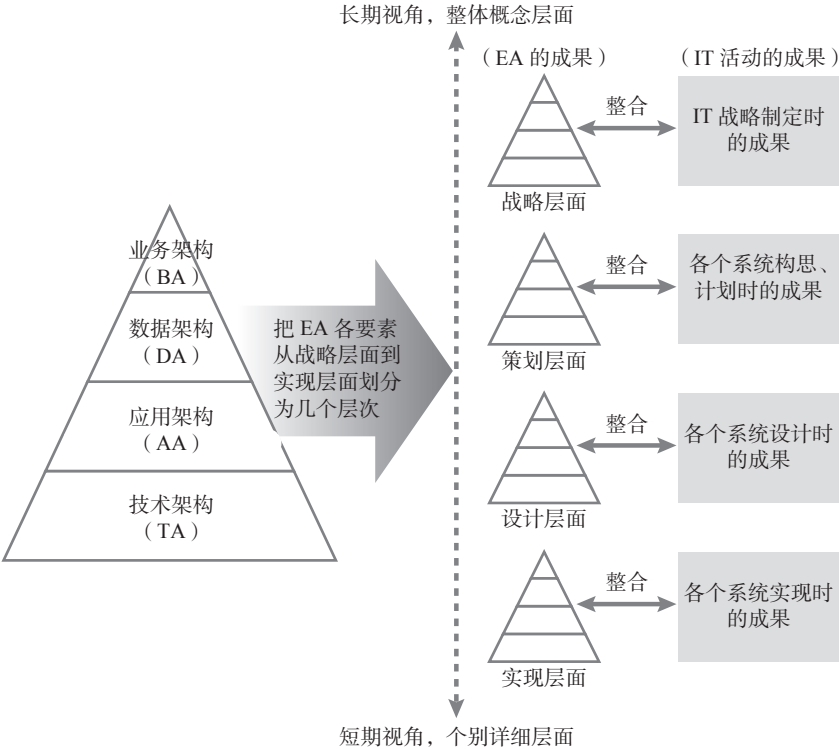 长期视角，整体概念层面
（EA 的成果）
（IT 活动的成果）
整合
IT 战略制定时
的成果
战略层面
业务架构
（BA）
数据架构
（DA）
应用架构
（AA）
技术架构
（TA）
把 EA 各要素
从战略层面到
实现层面划分
为几个层次
整合
各个系统构思、
计划时的成果
策划层面
整合
各个系统设计时
的成果
设计层面
整合
各个系统实现时
的成果
实现层面
短期视角，个别详细层面